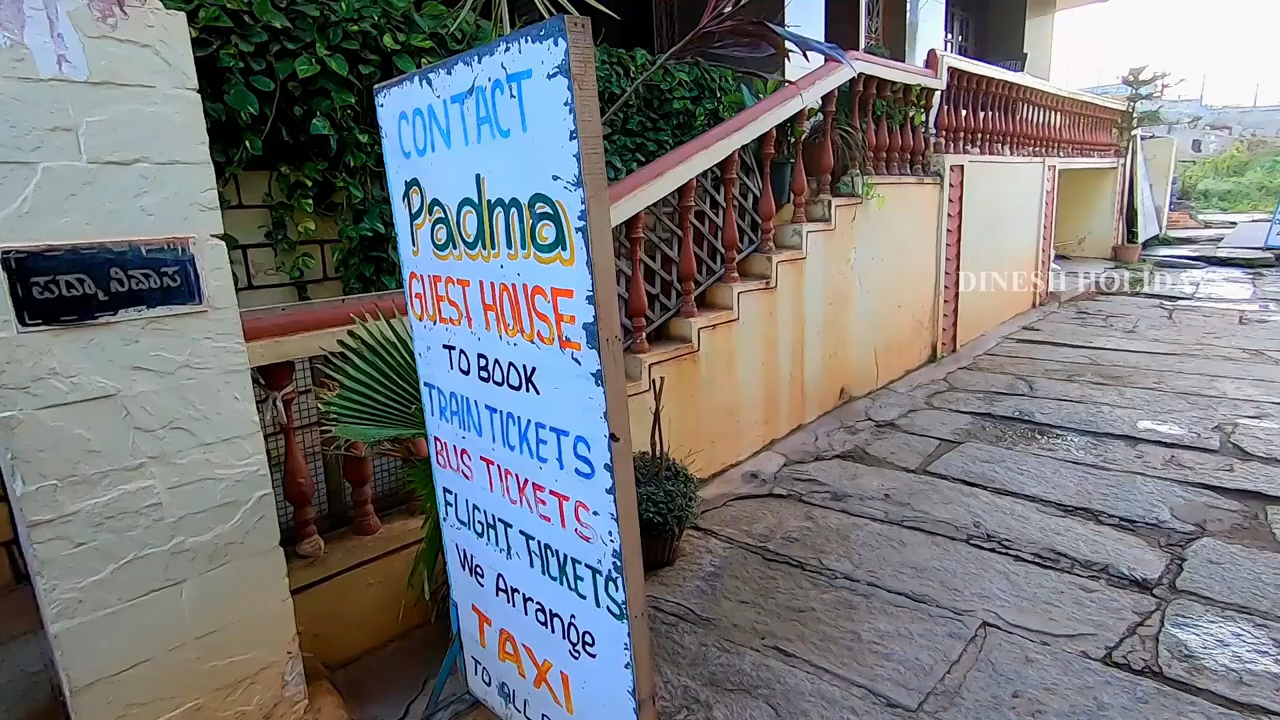 ಪದ್ಮಾ ನಿವಾಸ
CONTACT
Padma
GUEST HOUSE
TO BOOK
TRAIN TICKETS
BUS TICKETS
FLIGHT TICKETS
We Arrange
TAXI
TO ALL
DINESH HOLIDAYS